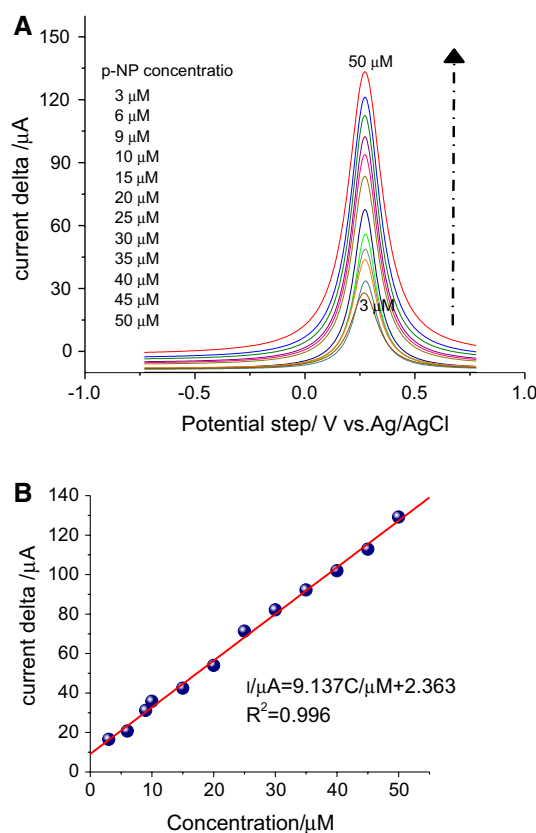 A
150
120
90
60
30
0
current delta /μA
p-NP concentratio
3 μM
6 μM
9 μM
10 μM
15 μM
20 μM
25 μM
30 μM
35 μM
40 μM
45 μM
50 μM
50 μM
3 μM
-1.0 -0.5 0.0 0.5 1.0
Potential step/ V vs.Ag/AgCl
B
140
120
100
80
60
40
20
0
current delta /μA
I/μA=9.137C/μM+2.363
R²=0.996
0 10 20 30 40 50
Concentration/μM